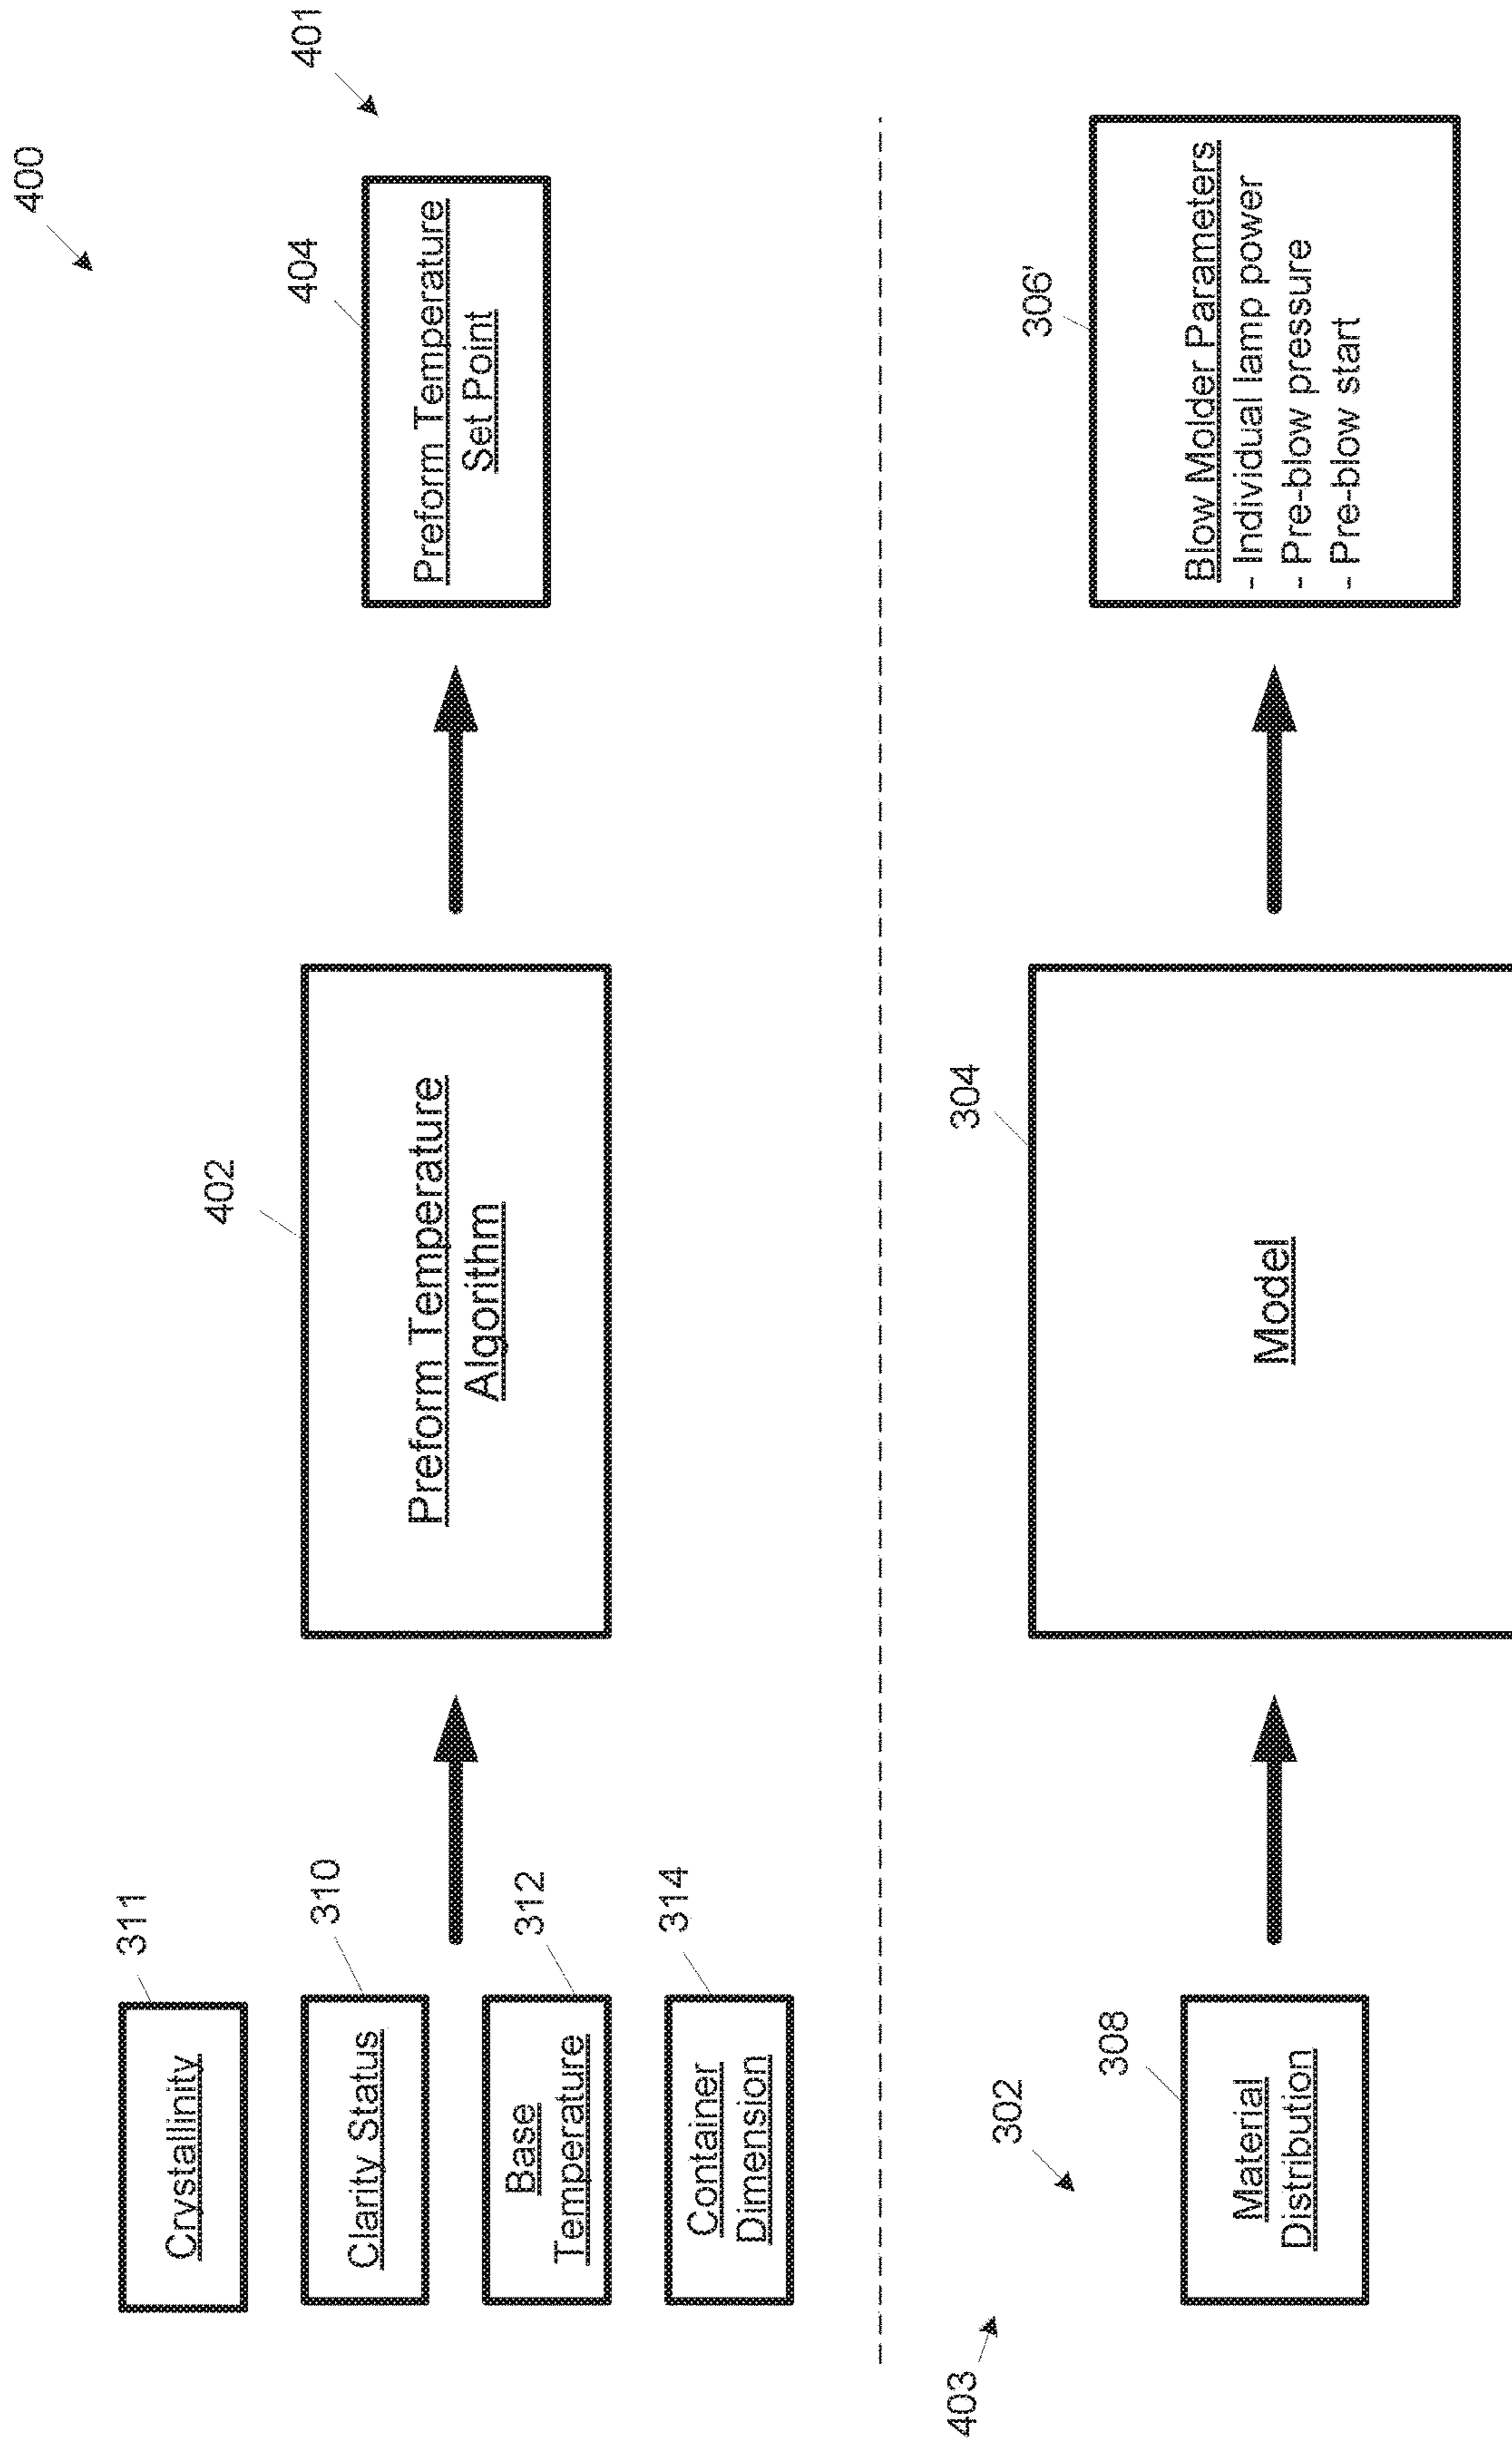 400
401
311
Crystallinity
310
Clarity Status
312
Base
Temperature
314
Container
Dimension
402
Preform Temperature
Algorithm
404
Preform Temperature
Set Point
403
302
308
Material
Distribution
304
Model
306'
Blow Molder Parameters
- Individual lamp power
- Pre-blow pressure
- Pre-blow start